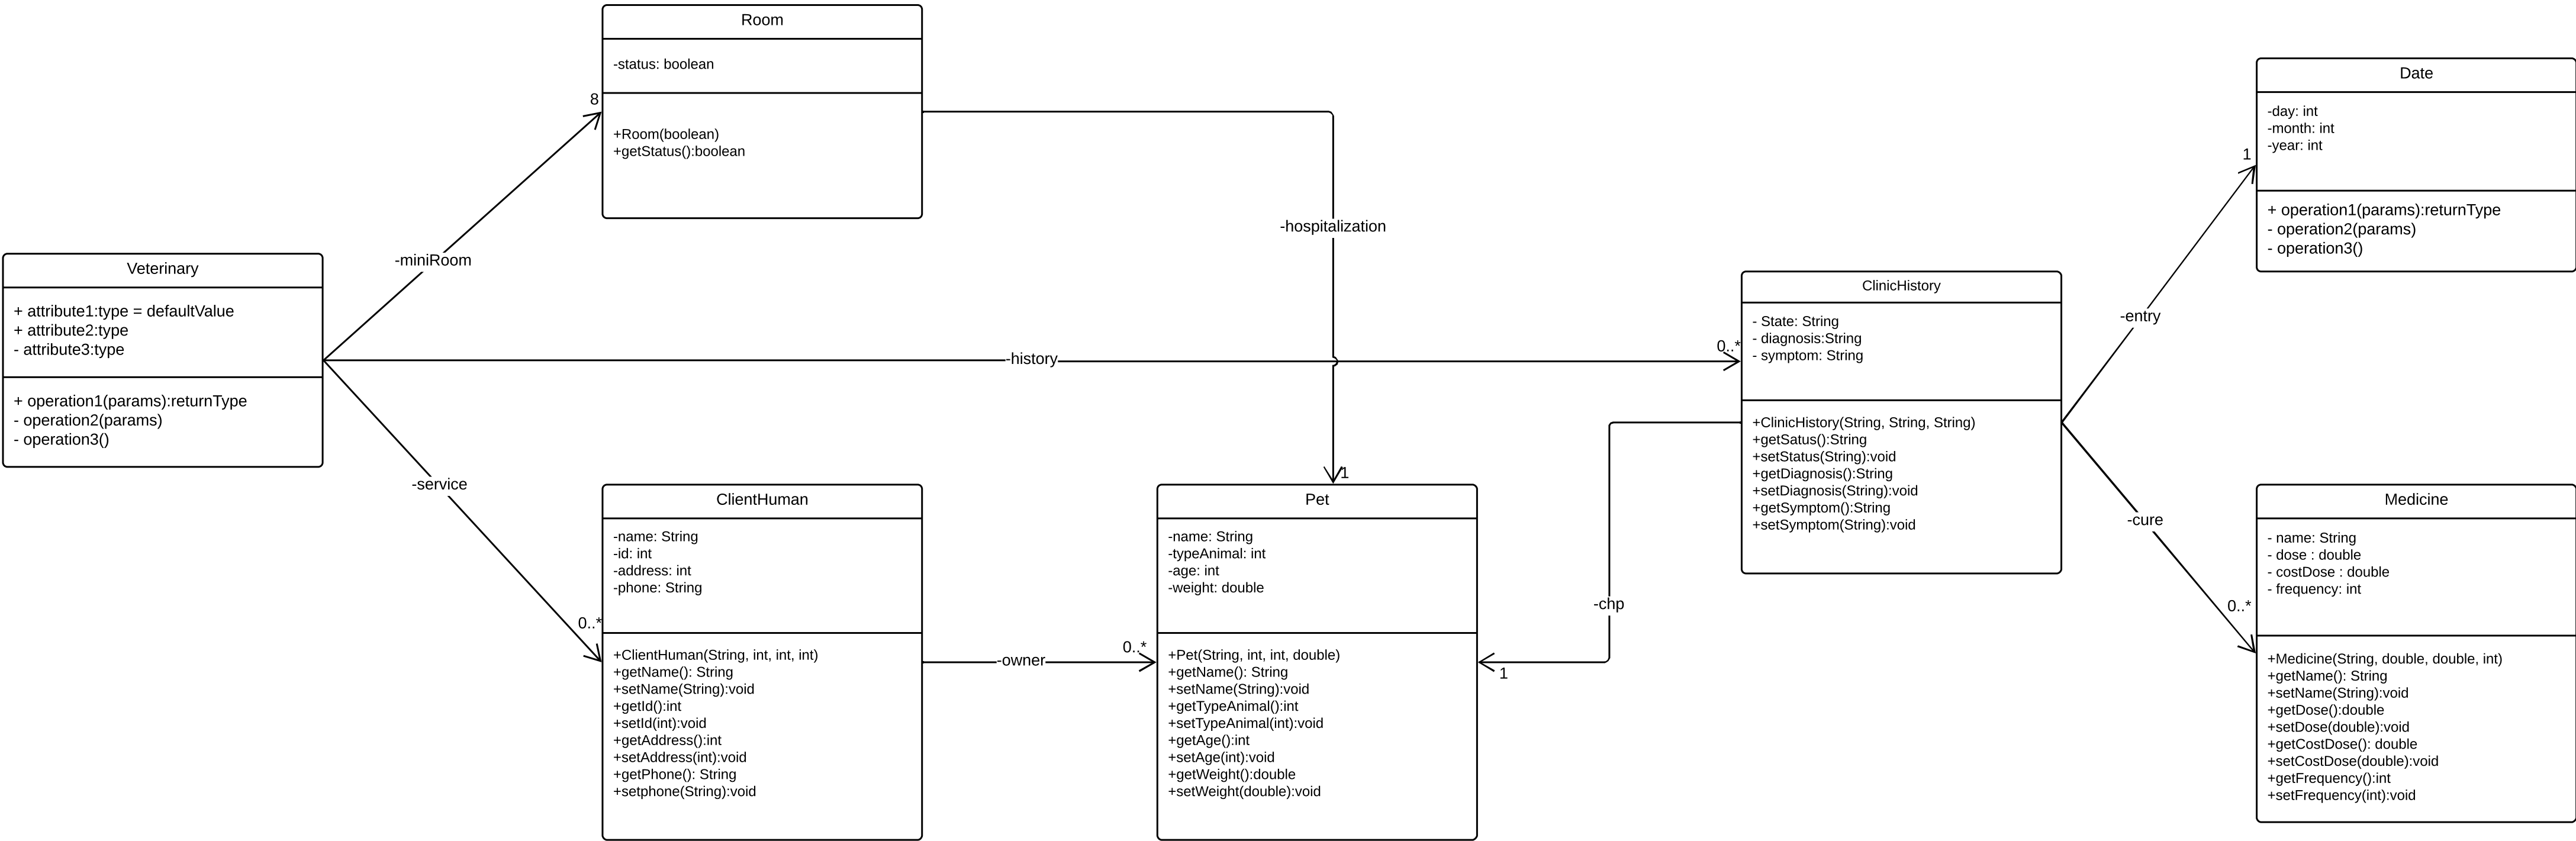 Room
-status: boolean
+Room(boolean)
+getStatus():boolean
8
-miniRoom
Veterinary
+ attribute1:type = defaultValue
+ attribute2:type
- attribute3:type
+ operation1(params):returnType
- operation2(params)
- operation3()
-history
0..*
-service
0..*
-hospitalization
1
ClientHuman
-name: String
-id: int
-address: int
-phone: String
+ClientHuman(String, int, int, int)
+getName(): String
+setName(String):void
+getId():int
+setId(int):void
+getAddress():int
+setAddress(int):void
+getPhone(): String
+setphone(String):void
-owner
0..*
Pet
-name: String
-typeAnimal: int
-age: int
-weight: double
+Pet(String, int, int, double)
+getName(): String
+setName(String):void
+getTypeAnimal():int
+setTypeAnimal(int):void
+getAge():int
+setAge(int):void
+getWeight():double
+setWeight(double):void
-chp
1
ClinicHistory
- State: String
- diagnosis:String
- symptom: String
+ClinicHistory(String, String, String)
+getSatus():String
+setStatus(String):void
+getDiagnosis():String
+setDiagnosis(String):void
+getSymptom():String
+setSymptom(String):void
-entry
1
Date
-day: int
-month: int
-year: int
+ operation1(params):returnType
- operation2(params)
- operation3()
-cure
0..*
Medicine
- name: String
- dose : double
- costDose : double
- frequency: int
+Medicine(String, double, double, int)
+getName(): String
+setName(String):void
+getDose():double
+setDose(double):void
+getCostDose(): double
+setCostDose(double):void
+getFrequency():int
+setFrequency(int):void